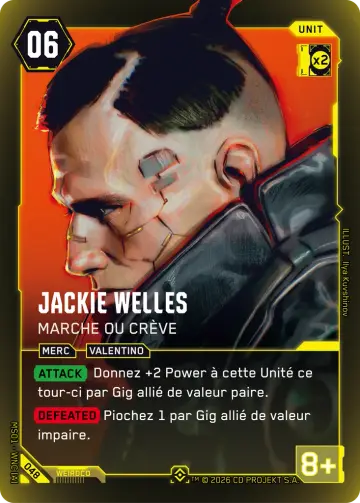 06
UNIT
x2
ILLUST. Ilya Kuvshinov
JACKIE WELLES
MARCHE OU CRÈVE
MERC
VALENTINO
ATTACK Donnez +2 Power à cette Unité ce
tour-ci par Gig allié de valeur paire.
DEFEATED Piochez 1 par Gig allié de valeur
impaire.
048
WEIRDCO
™ © 2026 CD PROJEKT S.A.
8+